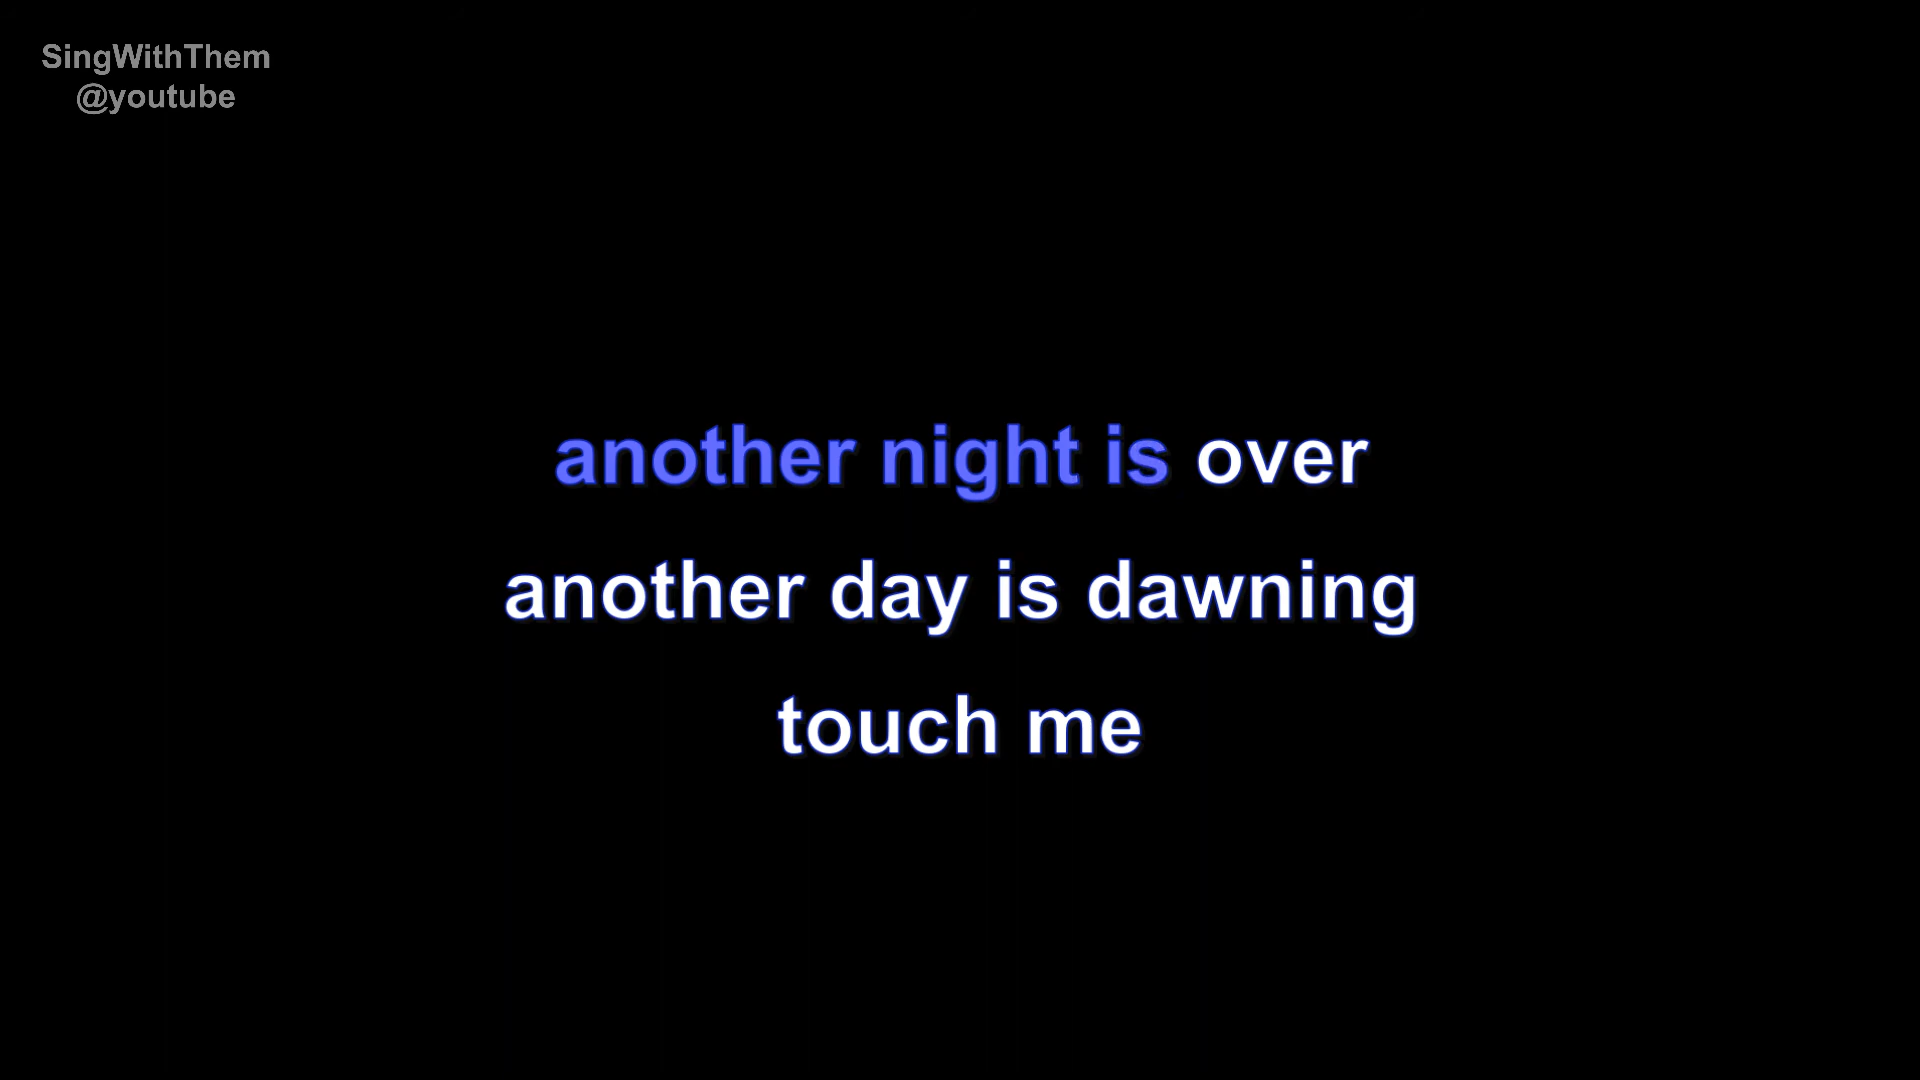 SingWithThem
@youtube
another night is over
another day is dawning
touch me